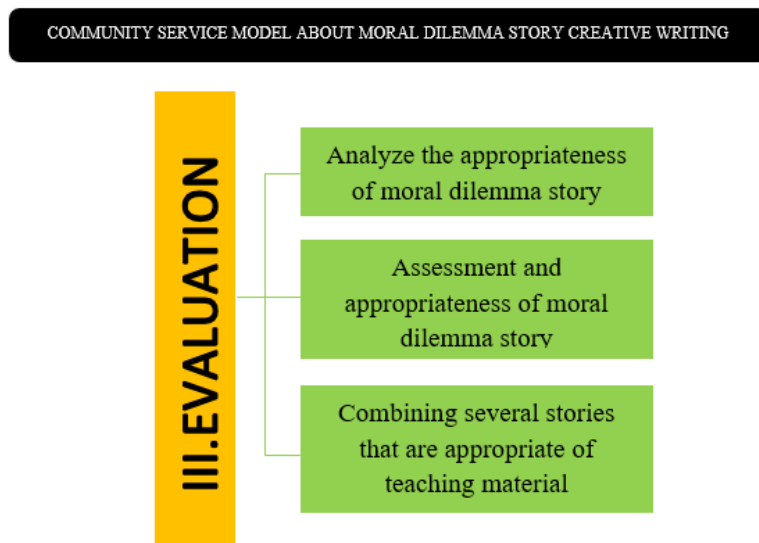 COMMUNITY SERVICE MODEL ABOUT MORAL DILEMMA STORY CREATIVE WRITING
III.EVALUATION
Analyze the appropriateness
of moral dilemma story
Assessment and
appropriateness of moral
dilemma story
Combining several stories
that are appropriate of
teaching material